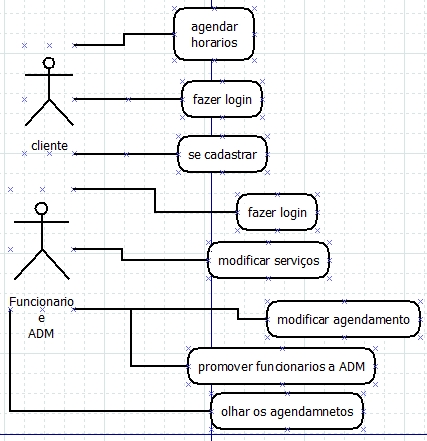 agendar
horarios
fazer login
cliente
se cadastrar
fazer login
modificar serviços
Funcionario
e
ADM
modificar agendamento
promover funcionarios a ADM
olhar os agendamnetos